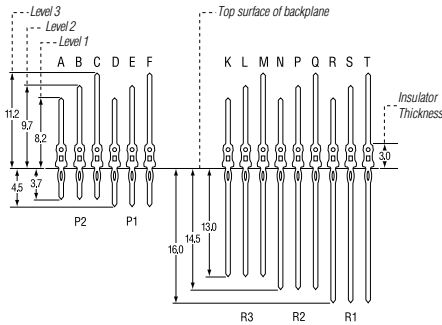 Level 3
Top surface of backplane
Level 2
Level 1
A B C D E F
K L M N P Q R S T
Insulator
Thickness
11.2
9.7
8.2
3.0
4.5
3.7
13.0
14.5
16.0
P2 P1
R3 R2 R1